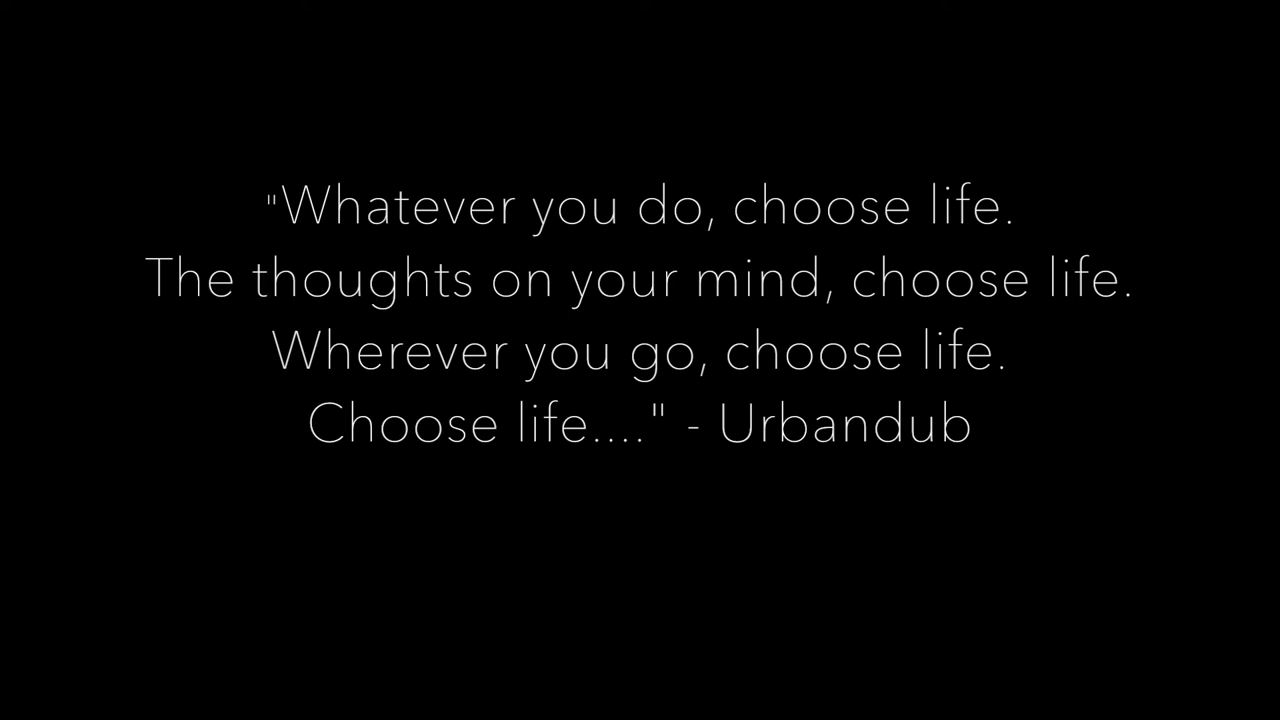 "Whatever you do, choose life.
The thoughts on your mind, choose life.
Wherever you go, choose life.
Choose life...." - Urbandub